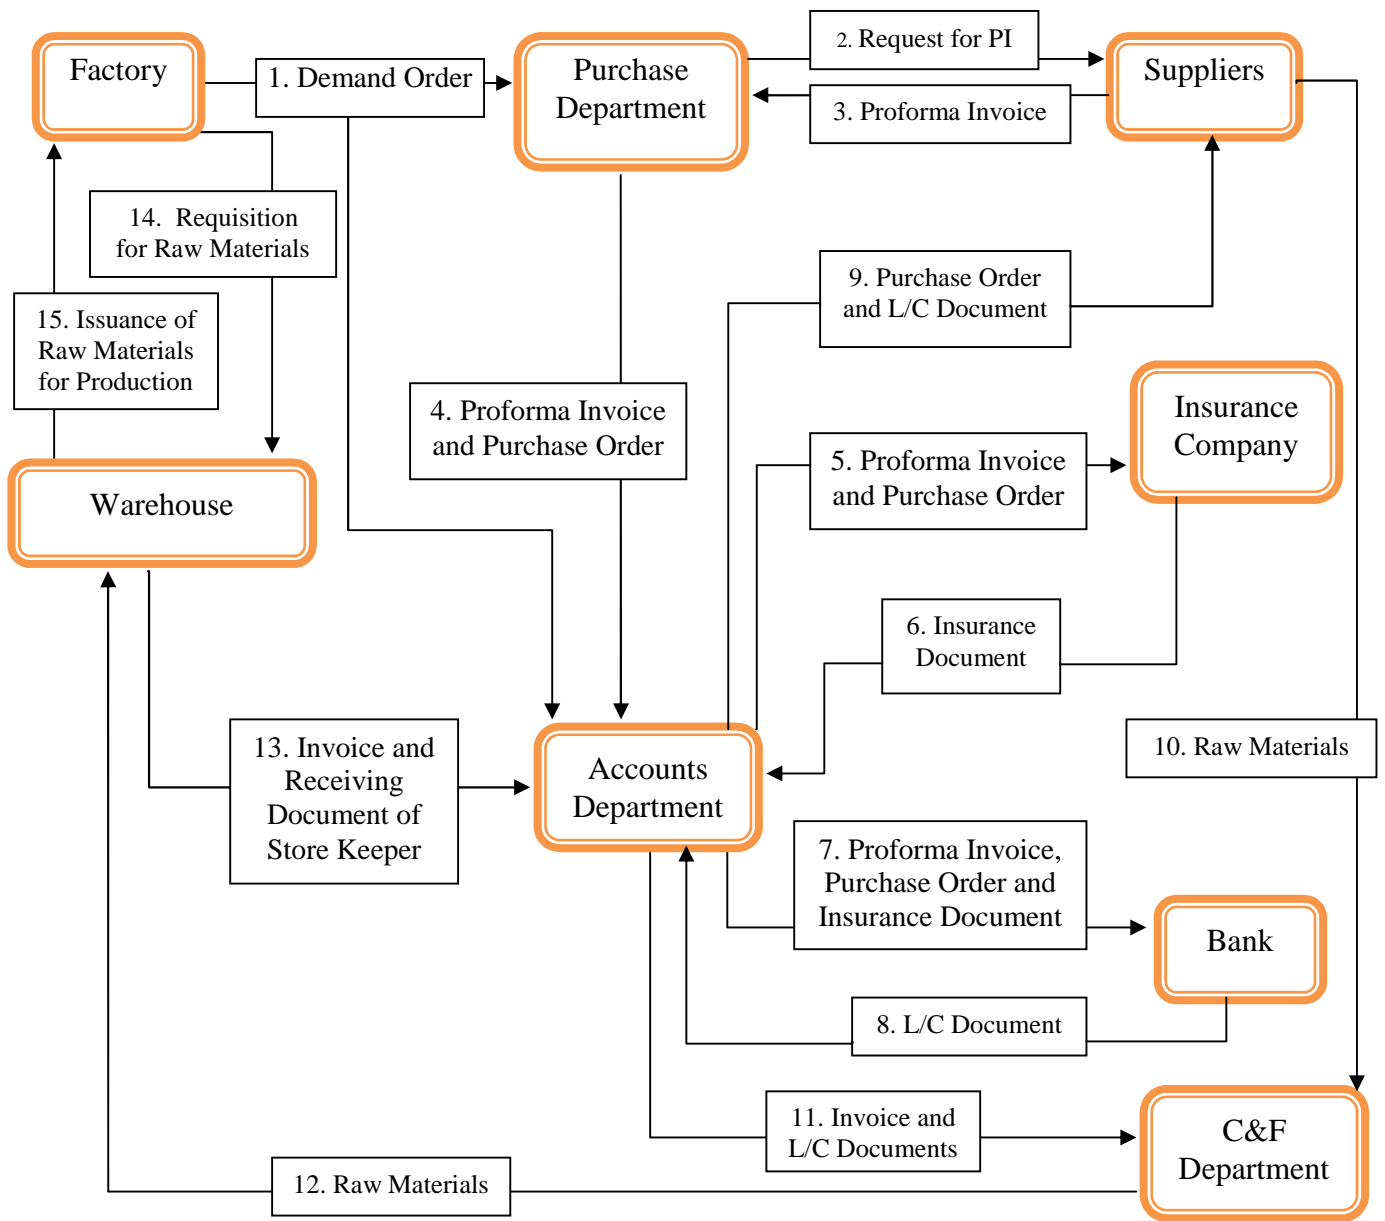 Factory
1. Demand Order
Purchase
Department
2. Request for PI
3. Proforma Invoice
Suppliers
14.  Requisition
for Raw Materials
15. Issuance of
Raw Materials
for Production
9. Purchase Order
and L/C Document
4. Proforma Invoice
and Purchase Order
5. Proforma Invoice
and Purchase Order
Insurance
Company
Warehouse
6. Insurance
Document
13. Invoice and
Receiving
Document of
Store Keeper
Accounts
Department
10. Raw Materials
7. Proforma Invoice,
Purchase Order and
Insurance Document
Bank
8. L/C Document
11. Invoice and
L/C Documents
C&F
Department
12. Raw Materials